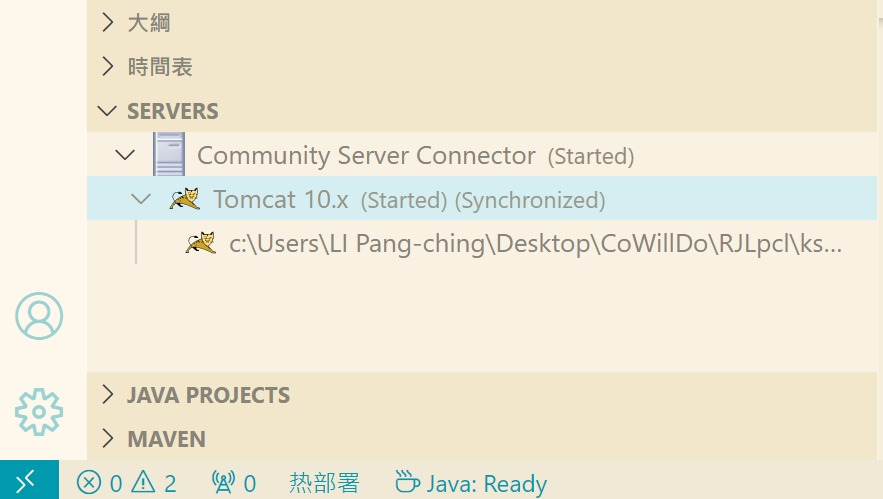 大綱
時間表
SERVERS
Community Server Connector (Started)
Tomcat 10.x (Started) (Synchronized)
c:\Users\LI Pang-ching\Desktop\CoWillDo\RJLpcl\ks...
JAVA PROJECTS
MAVEN
0 2 0 热部署 Java: Ready